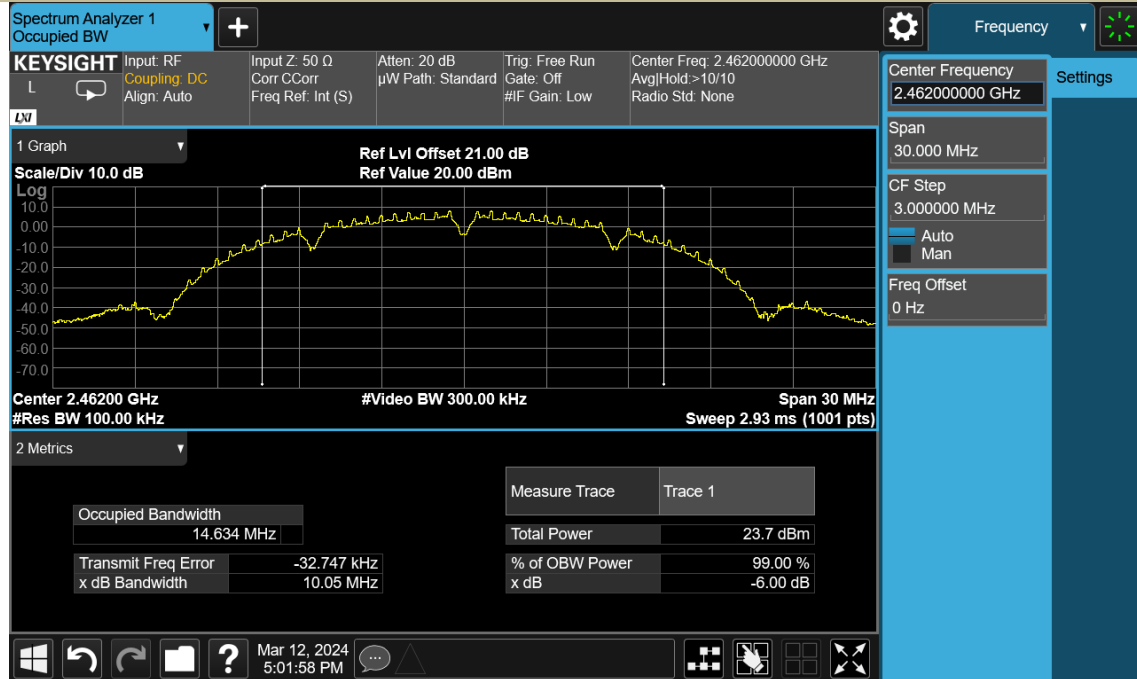 Spectrum Analyzer 1
Occupied BW
+
Frequency
KEYSIGHT
L
LXI
Input: RF
Coupling: DC
Align: Auto
Input Z: 50 Ω
Corr CCorr
Freq Ref: Int (S)
Atten: 20 dB
µW Path: Standard
Trig: Free Run
Gate: Off
#IF Gain: Low
Center Freq: 2.462000000 GHz
Avg|Hold:>10/10
Radio Std: None
Center Frequency
2.462000000 GHz
Settings
Span
30.000 MHz
CF Step
3.000000 MHz
Auto
Man
Freq Offset
0 Hz
1 Graph
Scale/Div 10.0 dB
Ref Lvl Offset 21.00 dB
Ref Value 20.00 dBm
Log
10.0
0.00
-10.0
-20.0
-30.0
-40.0
-50.0
-60.0
-70.0
Center 2.46200 GHz
#Video BW 300.00 kHz
Span 30 MHz
#Res BW 100.00 kHz
Sweep 2.93 ms (1001 pts)
2 Metrics
Measure Trace Trace 1
Occupied Bandwidth
14.634 MHz
Total Power 23.7 dBm
Transmit Freq Error -32.747 kHz
% of OBW Power 99.00 %
x dB Bandwidth 10.05 MHz
x dB -6.00 dB
?
Mar 12, 2024
5:01:58 PM